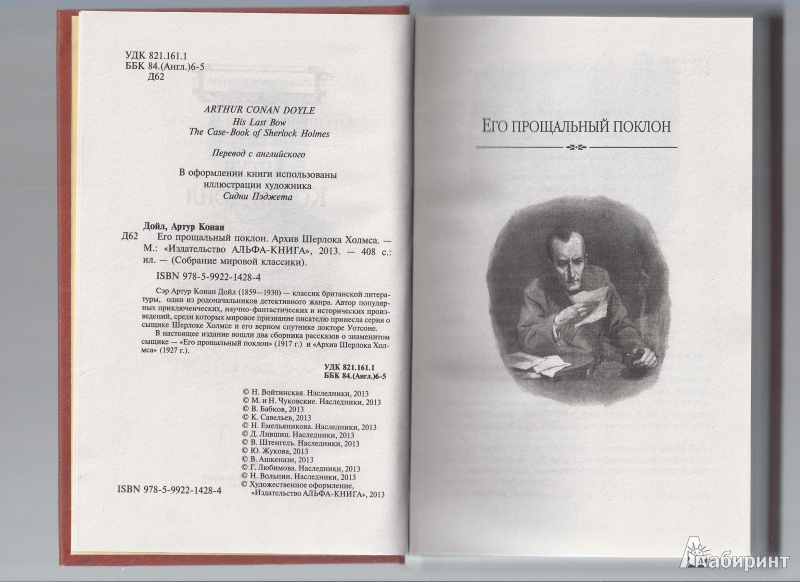 УДК 821.161.1
ББК 84.(Англ.)6-5
Д62
ARTHUR CONAN DOYLE
His Last Bow
The Case-Book of Sherlock Holmes
Перевод с английского
В оформлении книги использованы
иллюстрации художника
Сидни Пэджета
Дойл, Артур Конан
Д62 Его прощальный поклон. Архив Шерлока Холмса. —
М.: «Издательство АЛЬФА-КНИГА», 2013. — 408 с.:
ил. — (Собрание мировой классики).
ISBN 978-5-9922-1428-4
Сэр Артур Конан Дойл (1859—1930) — классик британской литера-
туры, один из родоначальников детективного жанра. Автор популяр-
ных приключенческих, научно-фантастических и исторических произ-
ведений, среди которых мировое признание писателю принесла серия о
сыщике Шерлоке Холмсе и его верном спутнике докторе Уотсоне.
В настоящее издание вошли два сборника рассказов о знаменитом
сыщике — «Его прощальный поклон» (1917 г.) и «Архив Шерлока Хол-
мса» (1927 г.).
УДК 821.161.1
ББК 84.(Англ.)6-5
© Н. Войтинская. Наследники, 2013
© М. и Н. Чуковские. Наследники, 2013
© В. Бабков, 2013
© К. Савельев, 2013
© Н. Емельянникова. Наследники, 2013
© Д. Лившиц. Наследники, 2013
© В. Штенгель. Наследники, 2013
© Ю. Жукова, 2013
© В. Ашкенази, 2013
© Г. Любимова. Наследники, 2013
© Н. Вольпин. Наследники, 2013
© Художественное оформление,
«Издательство АЛЬФА-КНИГА», 2013
ISBN 978-5-9922-1428-4
ЕГО ПРОЩАЛЬНЫЙ ПОКЛОН
Лабиринт